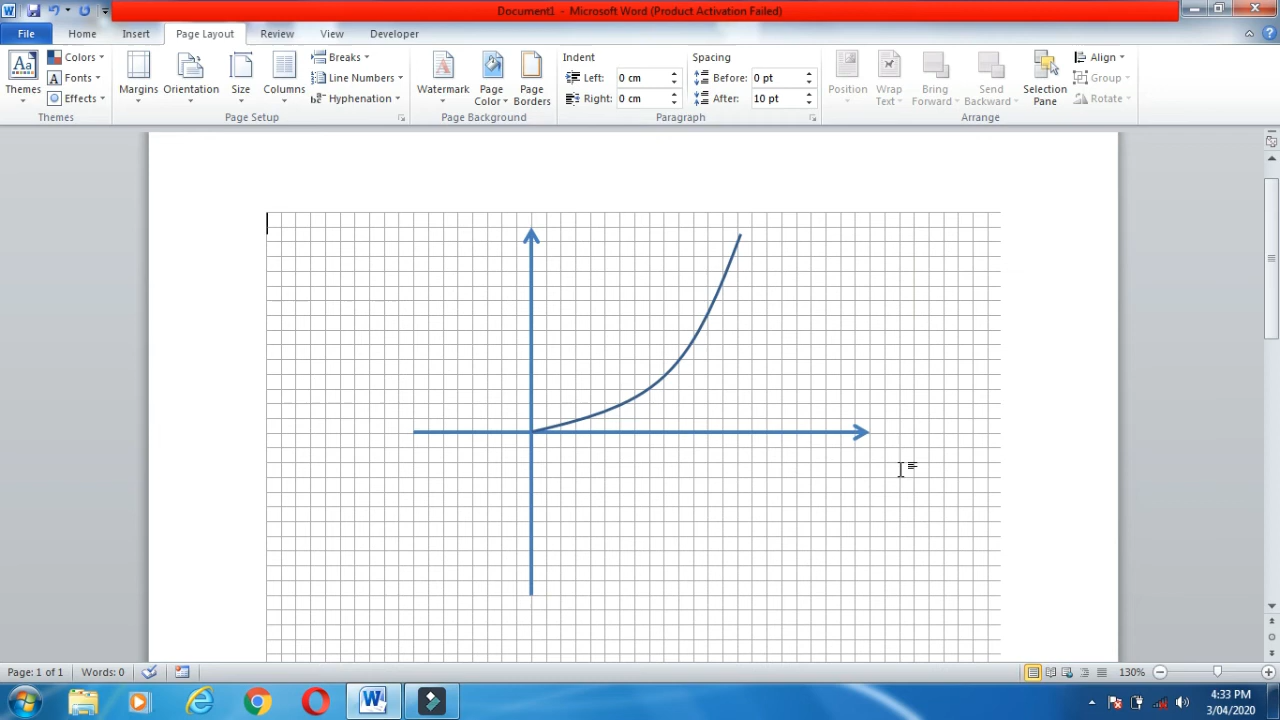 Document1 - Microsoft Word (Product Activation Failed)
File Home Insert Page Layout Review View Developer
Themes
Colors
Fonts
Effects
Themes
Margins
Orientation
Size
Columns
Breaks
Line Numbers
Hyphenation
Page Setup
Watermark
Page Color
Page Borders
Page Background
Indent
Left: 0 cm
Right: 0 cm
Spacing
Before: 0 pt
After: 10 pt
Paragraph
Position
Wrap Text
Bring Forward
Send Backward
Selection Pane
Align
Group
Rotate
Arrange
Page: 1 of 1 Words: 0
130%
4:33 PM
3/04/2020